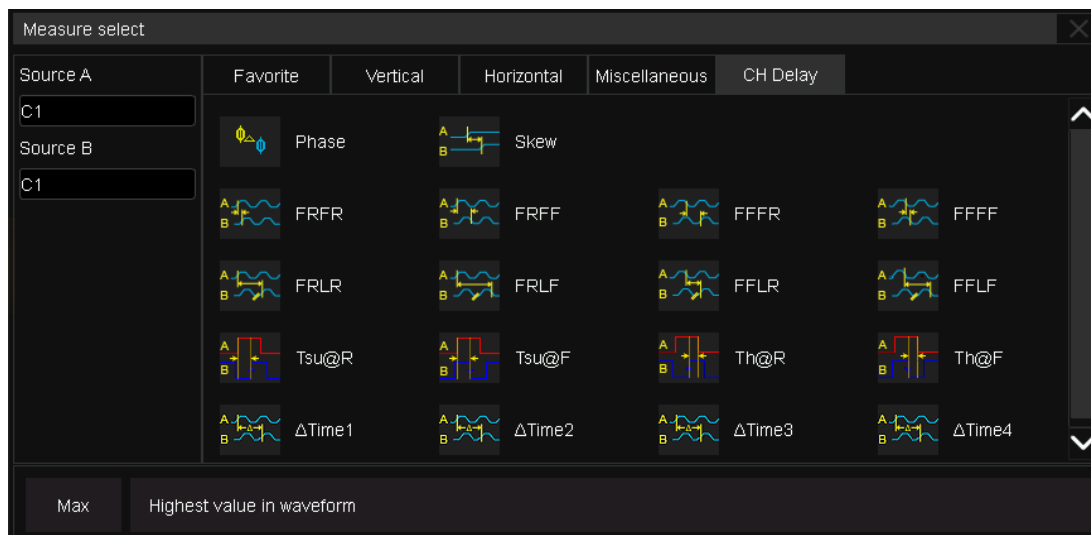 Measure select
Source A
C1
Source B
C1
Favorite Vertical Horizontal Miscellaneous CH Delay
Φ Δ Φ Phase A B Skew
A B FRFR A B FRFF A B FFFR A B FFFF
A B FRLR A B FRLF A B FFLR A B FFLF
A B Tsu@R A B Tsu@F A B Th@R A B Th@F
A B Δ ΔTime1 A B Δ ΔTime2 A B Δ ΔTime3 A B Δ ΔTime4
Max Highest value in waveform